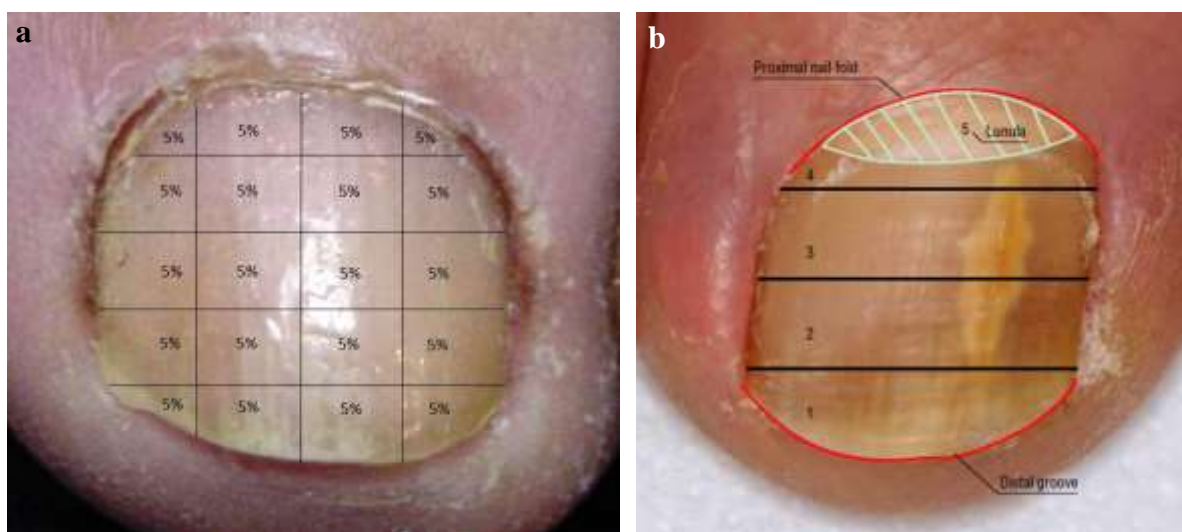 a
5% 5% 5% 5%
5% 5% 5% 5%
5% 5% 5% 5%
5% 5% 5% 5%
5% 5% 5% 5%
b
Proximal nail fold
5 Lunula
4
3
2
1
Distal groove